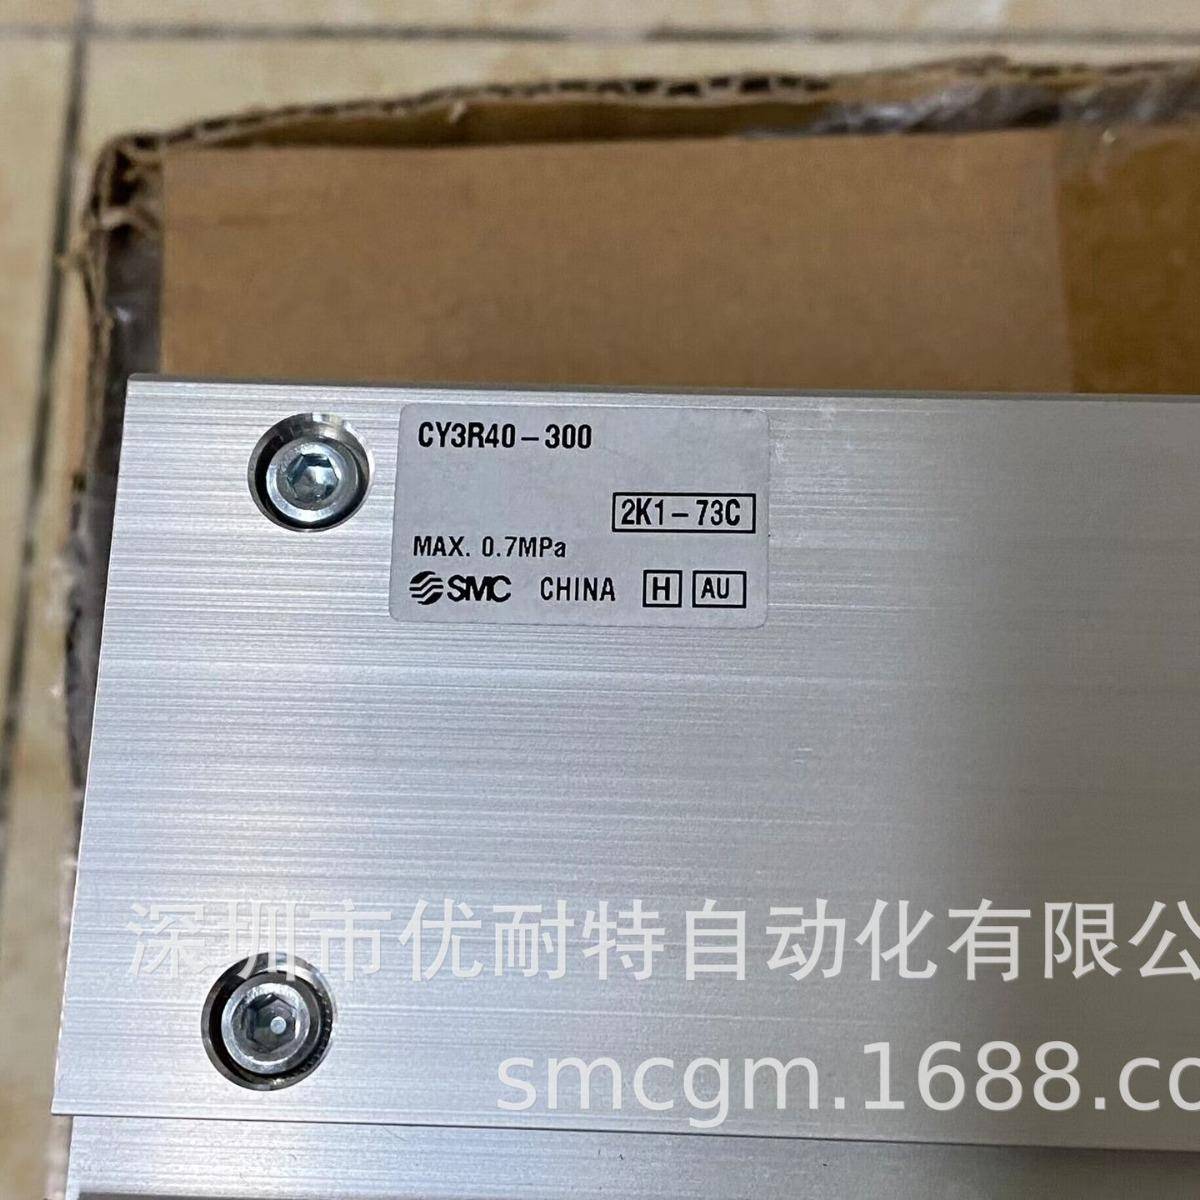 CY3R40-300
2K1-73C
MAX. 0.7MPa
SMC CHINA H AU
深圳市优耐特自动化有限公
smcgm.1688.co